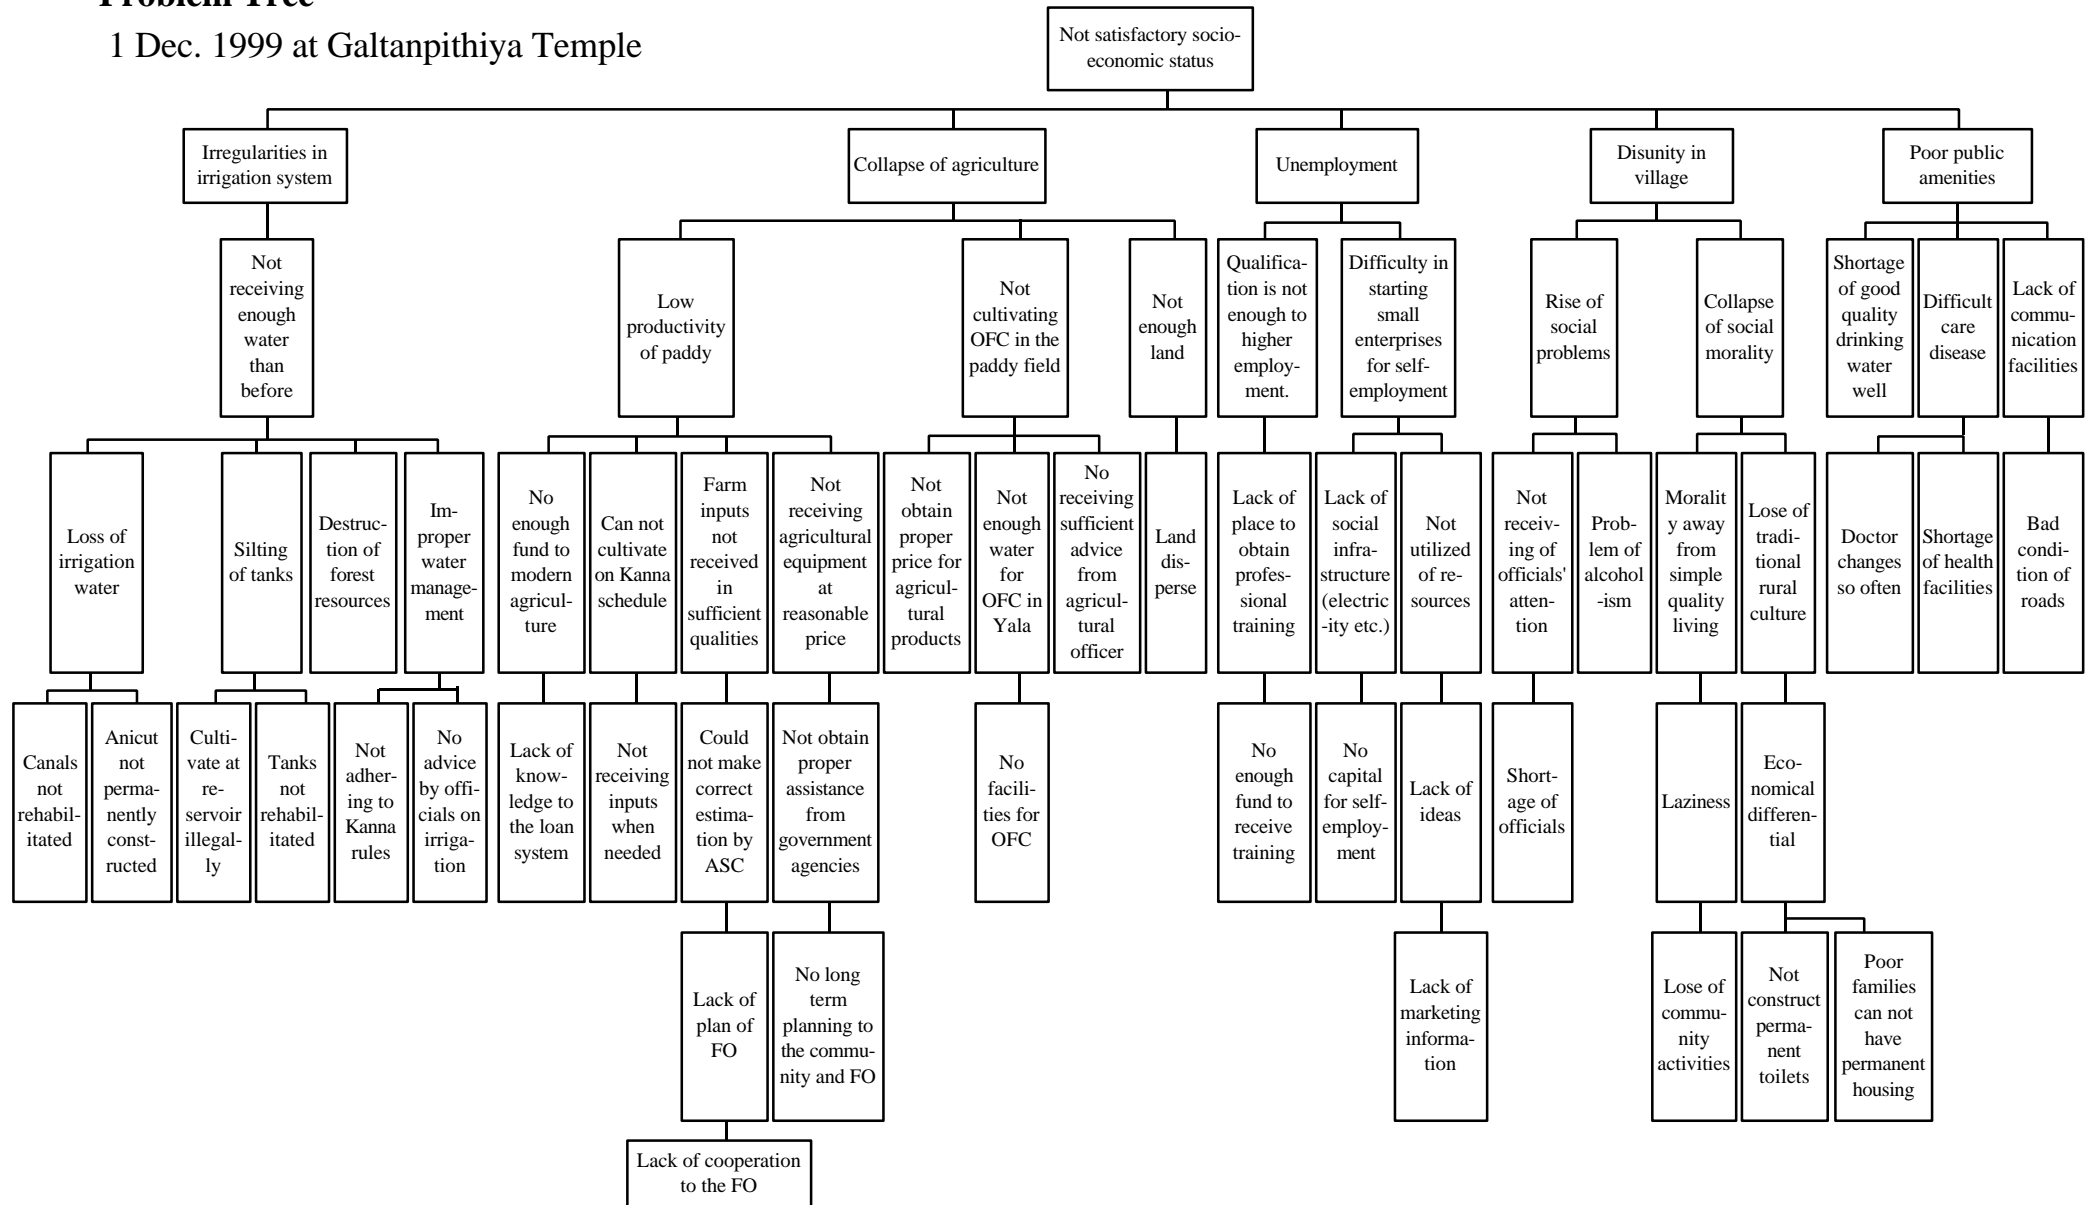 Problem Tree
1 Dec. 1999 at Galtanpithiya Temple
Not satisfactory socio-
economic status
Irregularities in
irrigation system
Collapse of agriculture
Unemployment
Disunity in
village
Poor public
amenities
Not
receiving
enough
water
than
before
Low
productivity
of paddy
Not
cultivating
OFC in the
paddy field
Not
enough
land
Qualifica-
tion is not
enough to
higher
employ-
ment.
Difficulty in
starting
small
enterprises
for self-
employment
Rise of
social
problems
Collapse
of social
morality
Shortage
of good
quality
drinking
water
well
Difficult
care
disease
Lack of
commu-
nication
facilities
Loss of
irrigation
water
Silting
of tanks
Destruc-
tion of
forest
resources
Im-
proper
water
manage-
ment
No
enough
fund to
modern
agricul-
ture
Can not
cultivate
on Kanna
schedule
Farm
inputs
not
received
in
sufficient
qualities
Not
receiving
agricultural
equipment
at
reasonable
price
Not
obtain
proper
price for
agricul-
tural
products
Not
enough
water
for
OFC in
Yala
No
receiving
sufficient
advice
from
agricul-
tural
officer
Land
dis-
perse
Lack of
place to
obtain
profes-
sional
training
Lack of
social
infra-
structure
(electric
-ity etc.)
Not
utilized
of re-
sources
Not
receiv-
ing of
officials'
atten-
tion
Prob-
lem of
alcohol
-ism
Moralit
y away
from
simple
quality
living
Lose of
tradi-
tional
rural
culture
Doctor
changes
so often
Shortage
of health
facilities
Bad
condi-
tion of
roads
Canals
not
rehabil-
itated
Anicut
not
perma-
nently
const-
ructed
Culti-
vate at
re-
servoir
illegal-
ly
Tanks
not
rehabil-
itated
Not
adher-
ing to
Kanna
rules
No
advice
by offi-
cials on
irriga-
tion
Lack of
know-
ledge to
the loan
system
Not
receiving
inputs
when
needed
Could
not make
correct
estima-
tion by
ASC
Not obtain
proper
assistance
from
government
agencies
No
facili-
ties for
OFC
No
enough
fund to
receive
training
No
capital
for self-
employ-
ment
Lack of
ideas
Short-
age of
officials
Laziness
Eco-
nomical
differen-
tial
Lack of
plan of
FO
No long
term
planning to
the commu-
nity and FO
Lack of
marketing
informa-
tion
Lose of
commu-
nity
activities
Not
construct
perma-
nent
toilets
Poor
families
can not
have
permanent
housing
Lack of cooperation
to the FO